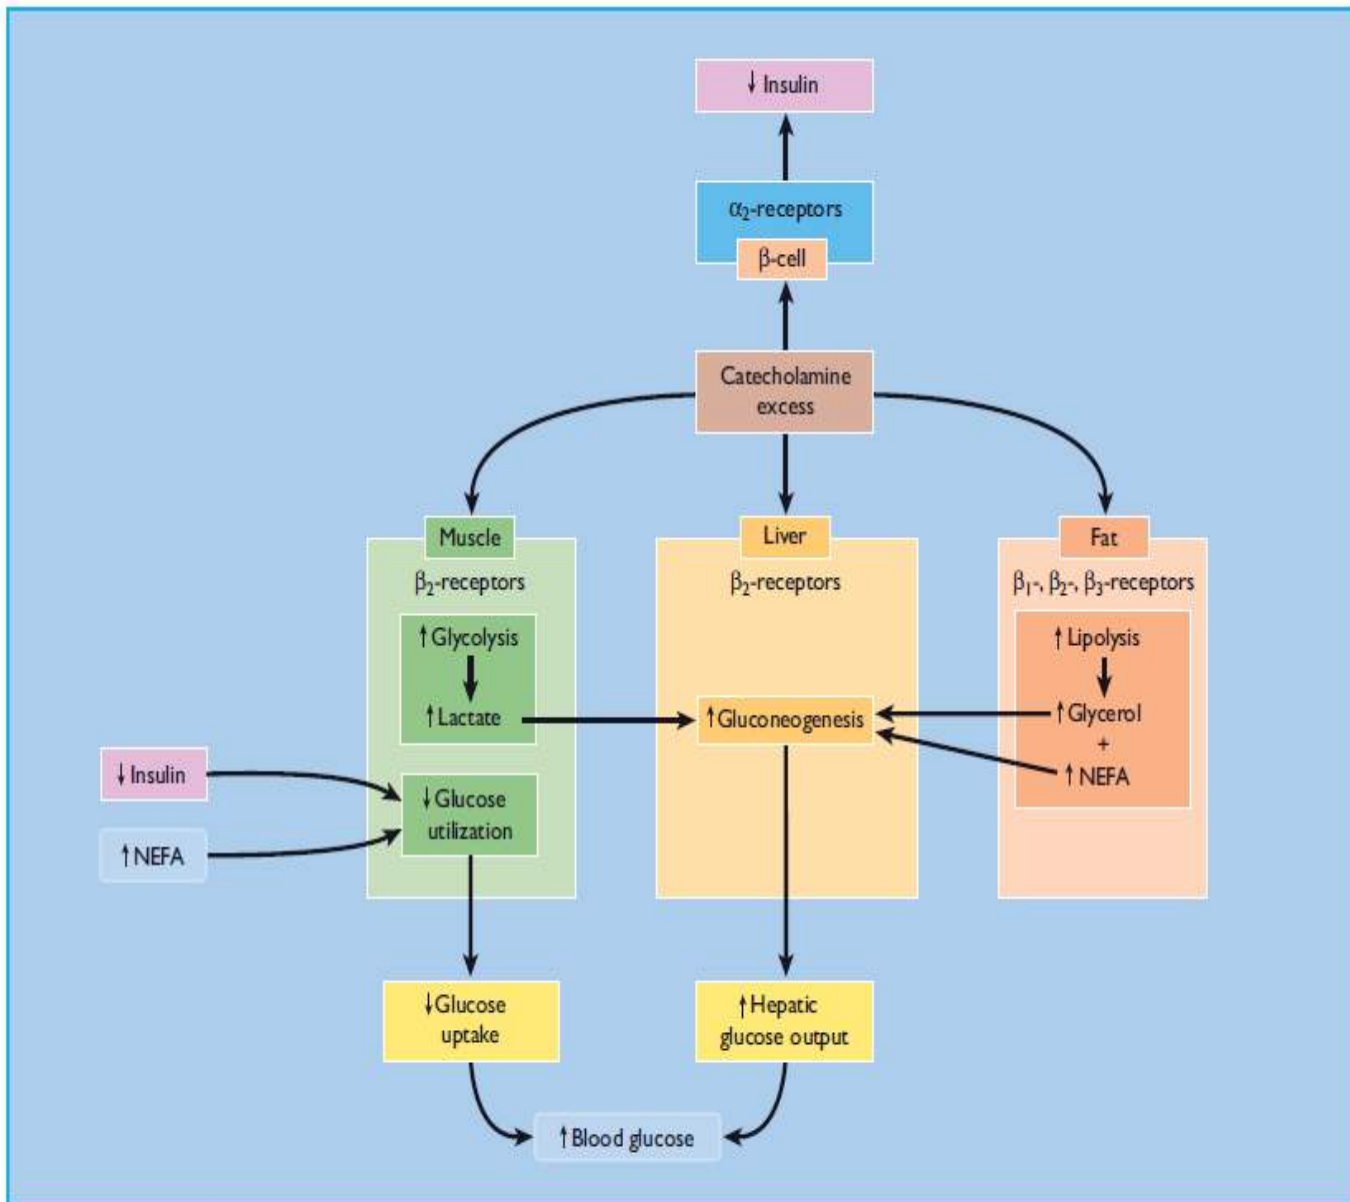 ↓ Insulin
α₂-receptors
β-cell
Catecholamine
excess
Muscle
β₂-receptors
↑Glycolysis
↑Lactate
↓Insulin
↑NEFA
↓Glucose
utilization
↓Glucose
uptake
Liver
β₂-receptors
↑Gluconeogenesis
↑Hepatic
glucose output
Fat
β₁-, β₂-, β₃-receptors
↑Lipolysis
↑Glycerol
+
↑NEFA
↑Blood glucose